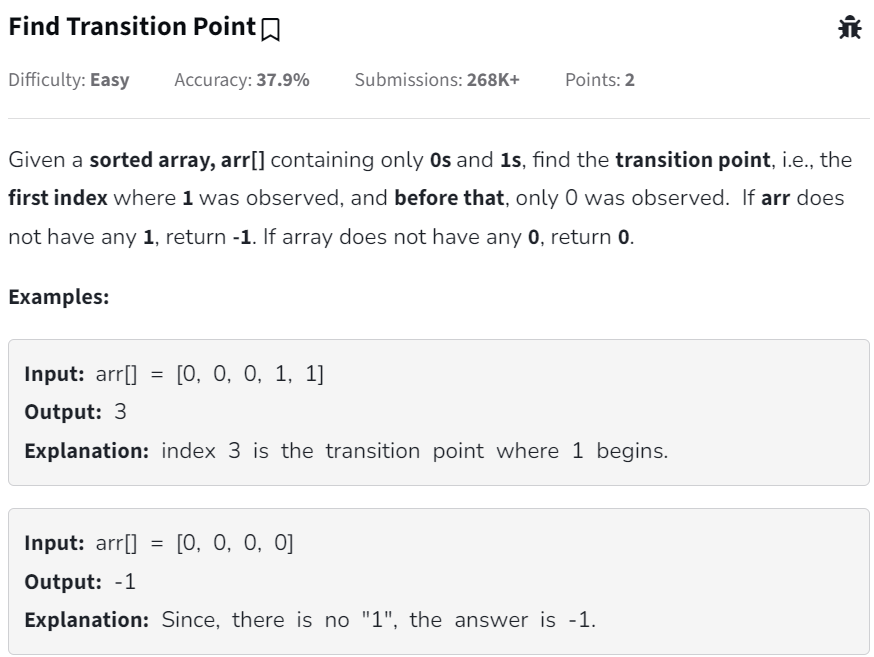 Find Transition Point
Difficulty: Easy Accuracy: 37.9% Submissions: 268K+ Points: 2
Given a sorted array, arr[] containing only 0s and 1s, find the transition point, i.e., the
first index where 1 was observed, and before that, only 0 was observed. If arr does
not have any 1, return -1. If array does not have any 0, return 0.
Examples:
Input: arr[] = [0, 0, 0, 1, 1]
Output: 3
Explanation: index 3 is the transition point where 1 begins.
Input: arr[] = [0, 0, 0, 0]
Output: -1
Explanation: Since, there is no "1", the answer is -1.